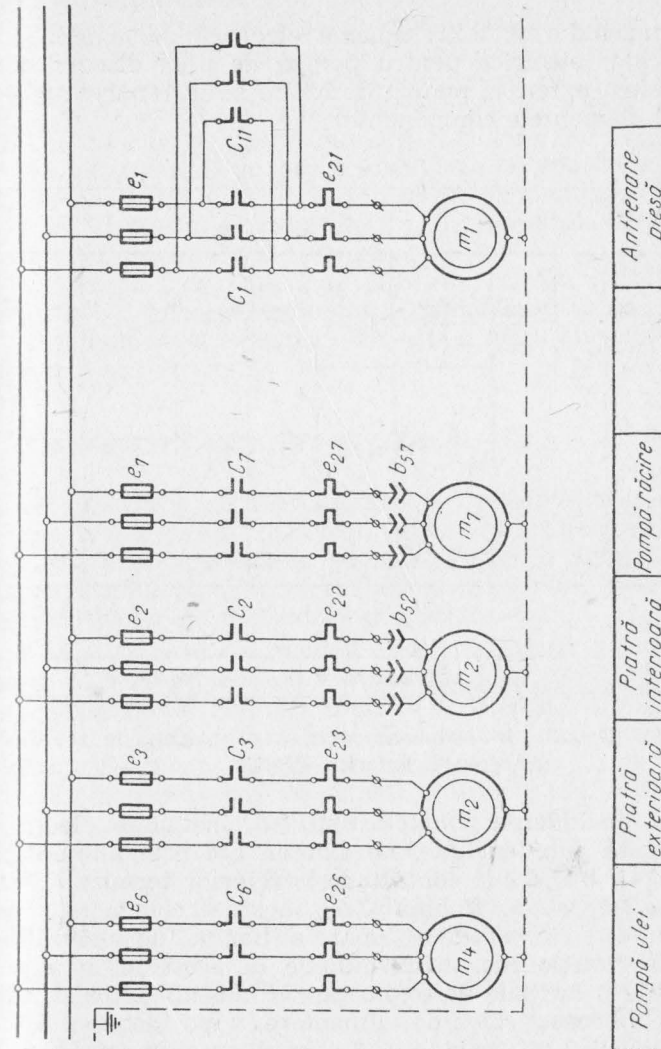 e6 e3 e2 e7 e1
C6 C3 C2 C7 C1 C11
e26 e23 e22 e27 e21
b52 b57
m4 m2 m2 m7 m1
Pompă ulei
Piatră
exterioară
Piatră
interioară
Pompă răcire
Antrenare
piesă